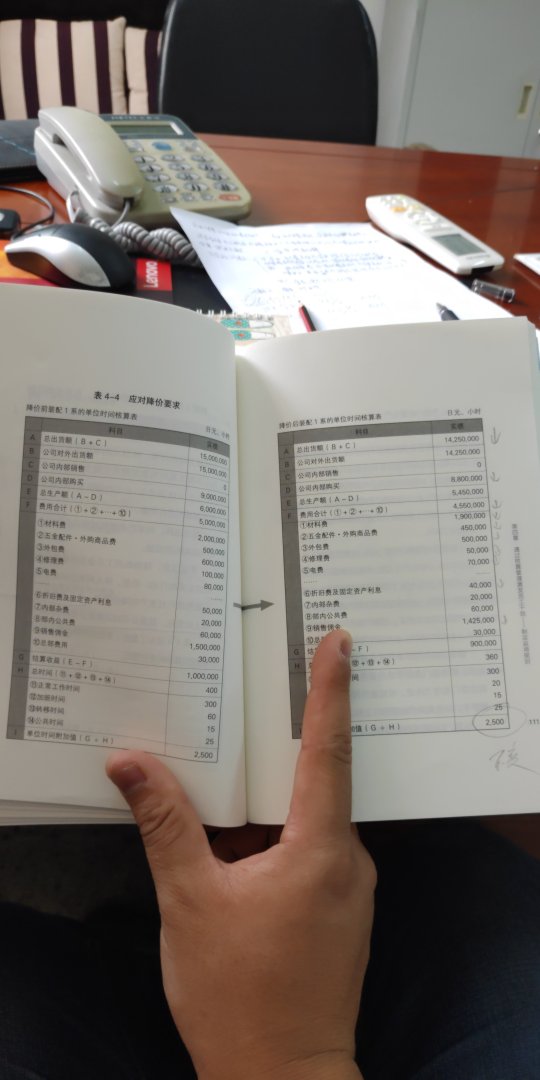 LENOVO
表 4-4 应对降价要求
降价前装配 1 系的单位时间核算表 日元，小时
科目 实绩
A 总出货额（B + C） 15,000,000
B 公司对外出货额 15,000,000
C 公司内部销售 0
D 公司内部购买 9,000,000
E 总生产额（A − D） 6,000,000
F 费用合计（① + ② + ··· + ⑩） 5,000,000
①材料费 2,000,000
②五金配件・外购商品费 500,000
③外包费 600,000
④修理费 100,000
⑤电费 80,000
…… ……
⑥折旧费及固定资产利息 50,000
⑦内部杂费 20,000
⑧部内公共费 60,000
⑨销售佣金 1,500,000
⑩总部费用 30,000
G 结算收益（E − F） 1,000,000
H 总时间（⑪ + ⑫ + ⑬ + ⑭） 400
⑪正常工作时间 300
⑫加班时间 60
⑬转移时间 15
⑭公共时间 25
单位时间附加值（G ÷ H） 2,500
降价后装配 1 系的单位时间核算表 日元，小时
科目 实绩
A 总出货额（B + C） 14,250,000
B 公司对外出货额 14,250,000
C 公司内部销售 0
D 公司内部购买 8,800,000
E 总生产额（A − D） 5,450,000
F 费用合计（① + ② + ··· + ⑩） 4,550,000
①材料费 1,900,000
②五金配件・外购商品费 450,000
③外包费 500,000
④修理费 50,000
⑤电费 70,000
…… ……
⑥折旧费及固定资产利息 40,000
⑦内部杂费 20,000
⑧部内公共费 60,000
⑨销售佣金 1,425,000
⑩总 30,000
G 结 − F） 900,000
H ⑫ + ⑬ + ⑭） 360
时间 300
20
15
25
加值（G ÷ H） 2,500
111